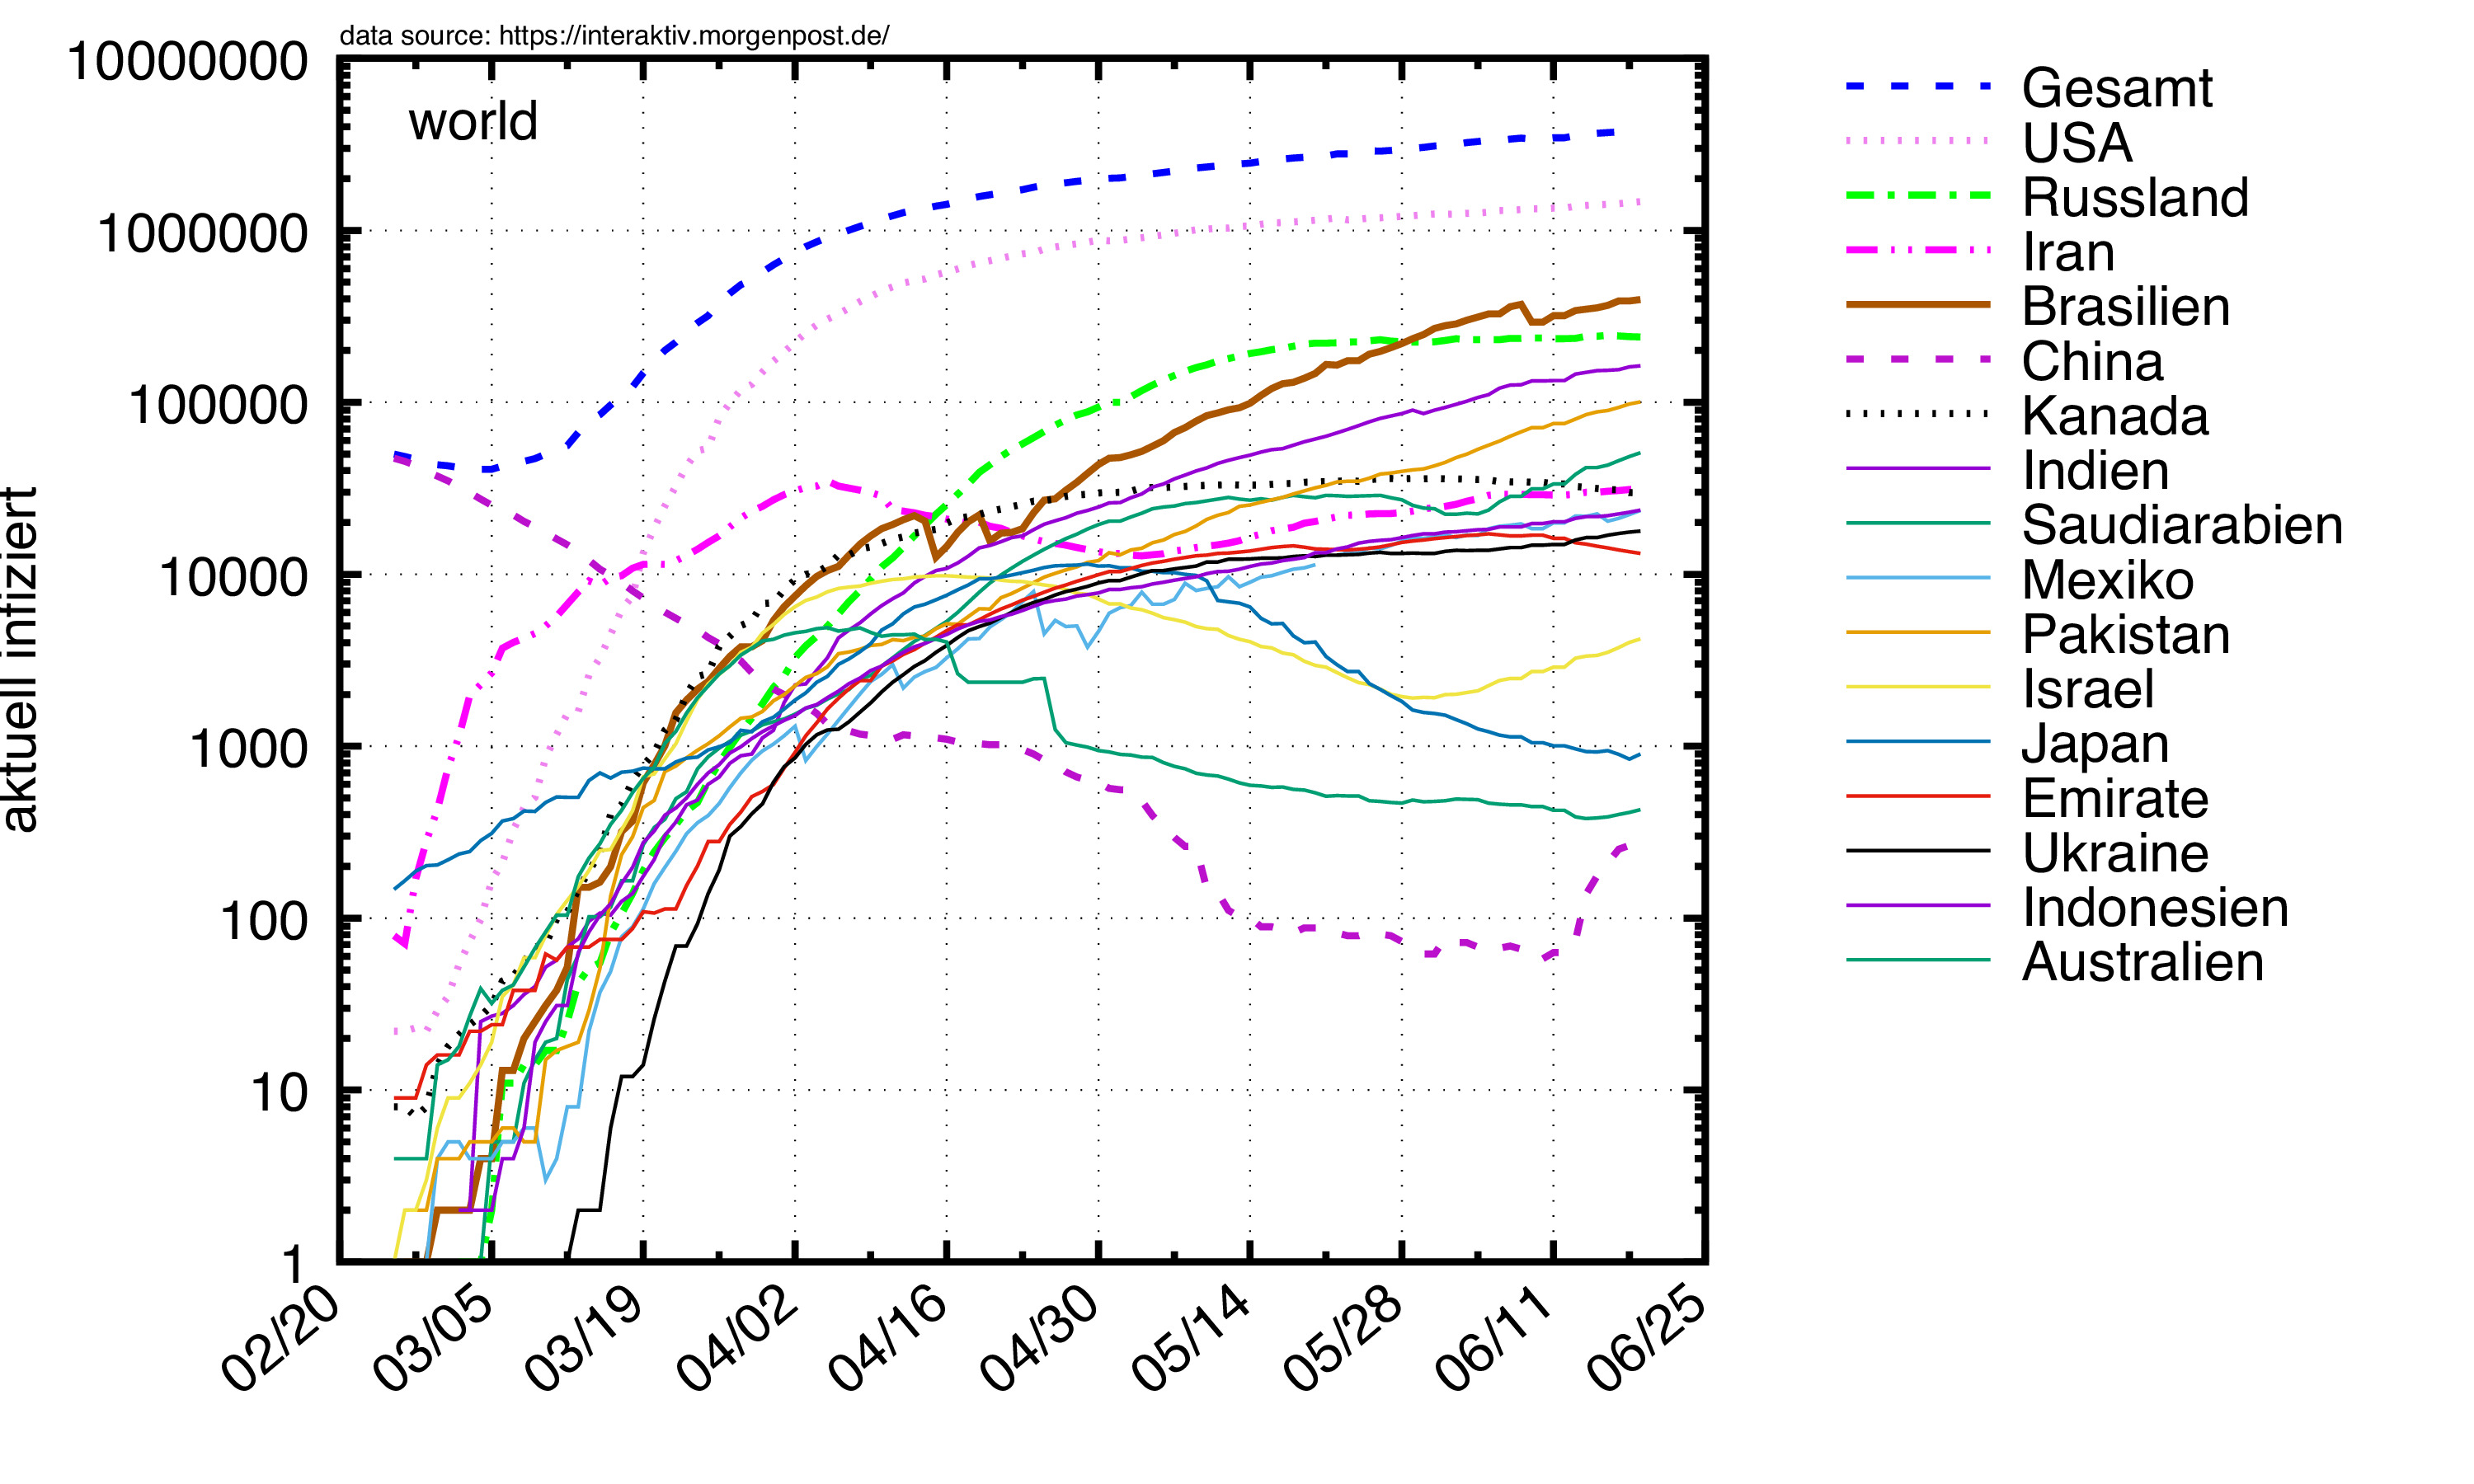 data source: https://interaktiv.morgenpost.de/
world
aktuell infiziert
10000000
1000000
100000
10000
1000
100
10
1
02/20
03/05
03/19
04/02
04/16
04/30
05/14
05/28
06/11
06/25
Gesamt
USA
Russland
Iran
Brasilien
China
Kanada
Indien
Saudiarabien
Mexiko
Pakistan
Israel
Japan
Emirate
Ukraine
Indonesien
Australien